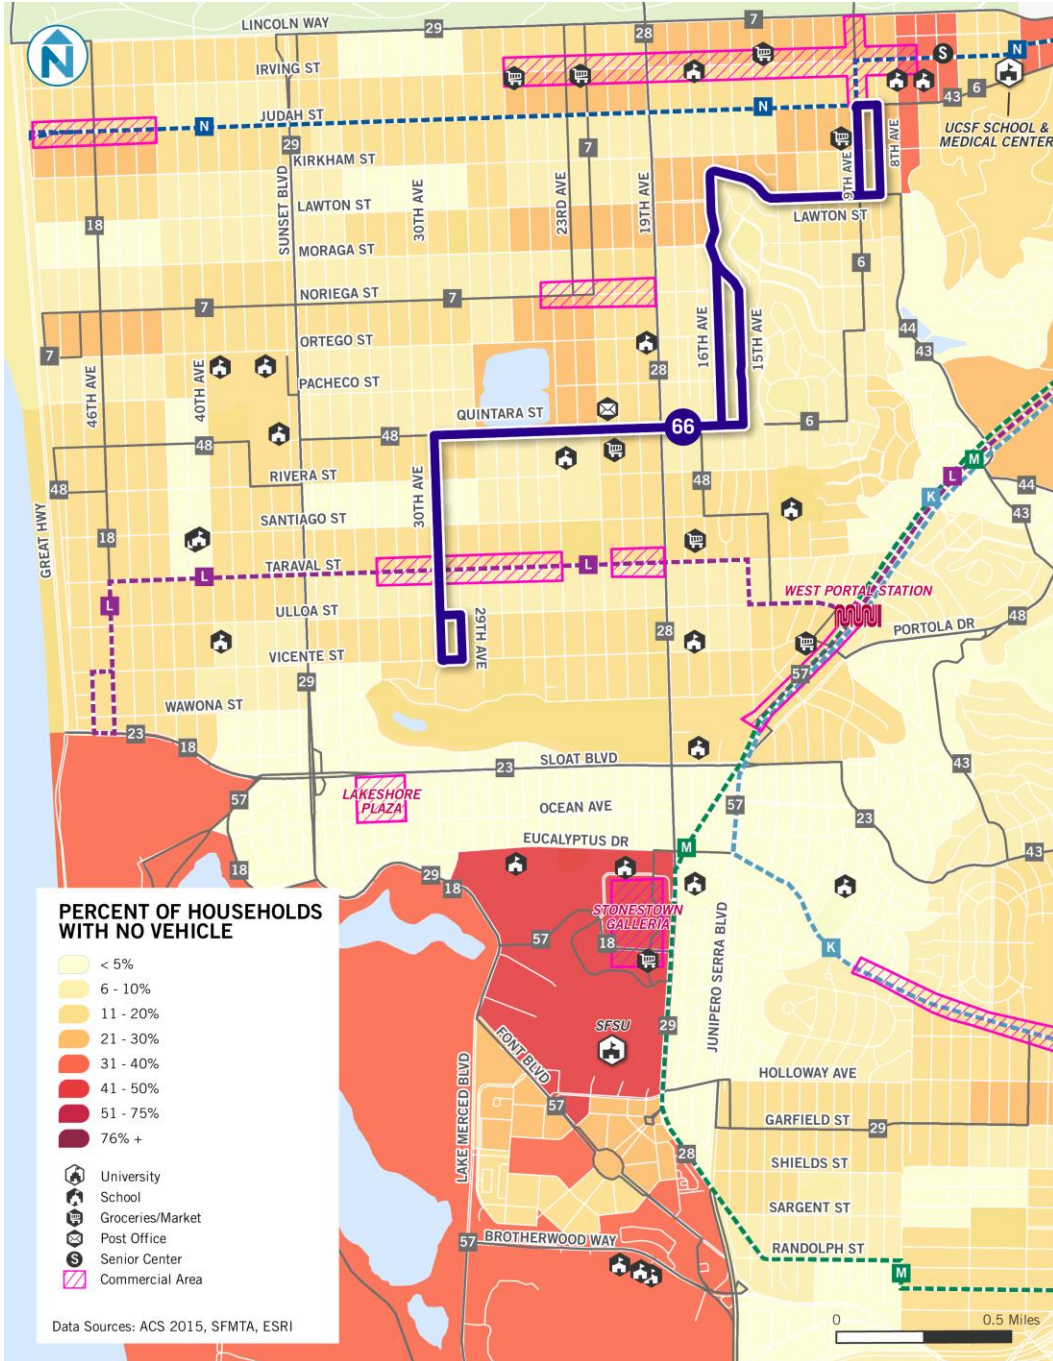 LINCOLN WAY
29
28
7
N
IRVING ST
S
N
43
6
JUDAH ST
N
N
UCSF SCHOOL &
MEDICAL CENTER
29
7
KIRKHAM ST
9TH AVE
8TH AVE
SUNSET BLVD
30TH AVE
23RD AVE
19TH AVE
LAWTON ST
LAWTON ST
18
MORAGA ST
6
NORIEGA ST
7
7
7
ORTEGO ST
16TH AVE
15TH AVE
44
43
46TH AVE
40TH AVE
PACHECO ST
28
QUINTARA ST
48
48
66
6
M
RIVERA ST
30TH AVE
48
48
L
K
44
43
GREAT HWY
SANTIAGO ST
18
TARAVAL ST
L
L
L
WEST PORTAL STATION
ULLOA ST
29TH AVE
28
48
PORTOLA DR
VICENTE ST
29
57
WAWONA ST
23
18
SLOAT BLVD
23
43
57
LAKESHORE
PLAZA
OCEAN AVE
57
23
EUCALYPTUS DR
M
43
18
29
18
STONESTOWN
GALLERIA
57
18
K
JUNIPERO SERRA BLVD
SFSU
29
FONT BLVD
LAKE MERCED BLVD
HOLLOWAY AVE
57
GARFIELD ST
29
28
SHIELDS ST
SARGENT ST
57
BROTHERWOOD WAY
RANDOLPH ST
M
PERCENT OF HOUSEHOLDS
WITH NO VEHICLE
< 5%
6 - 10%
11 - 20%
21 - 30%
31 - 40%
41 - 50%
51 - 75%
76% +
University
School
Groceries/Market
Post Office
S Senior Center
Commercial Area
Data Sources: ACS 2015, SFMTA, ESRI
0 0.5 Miles